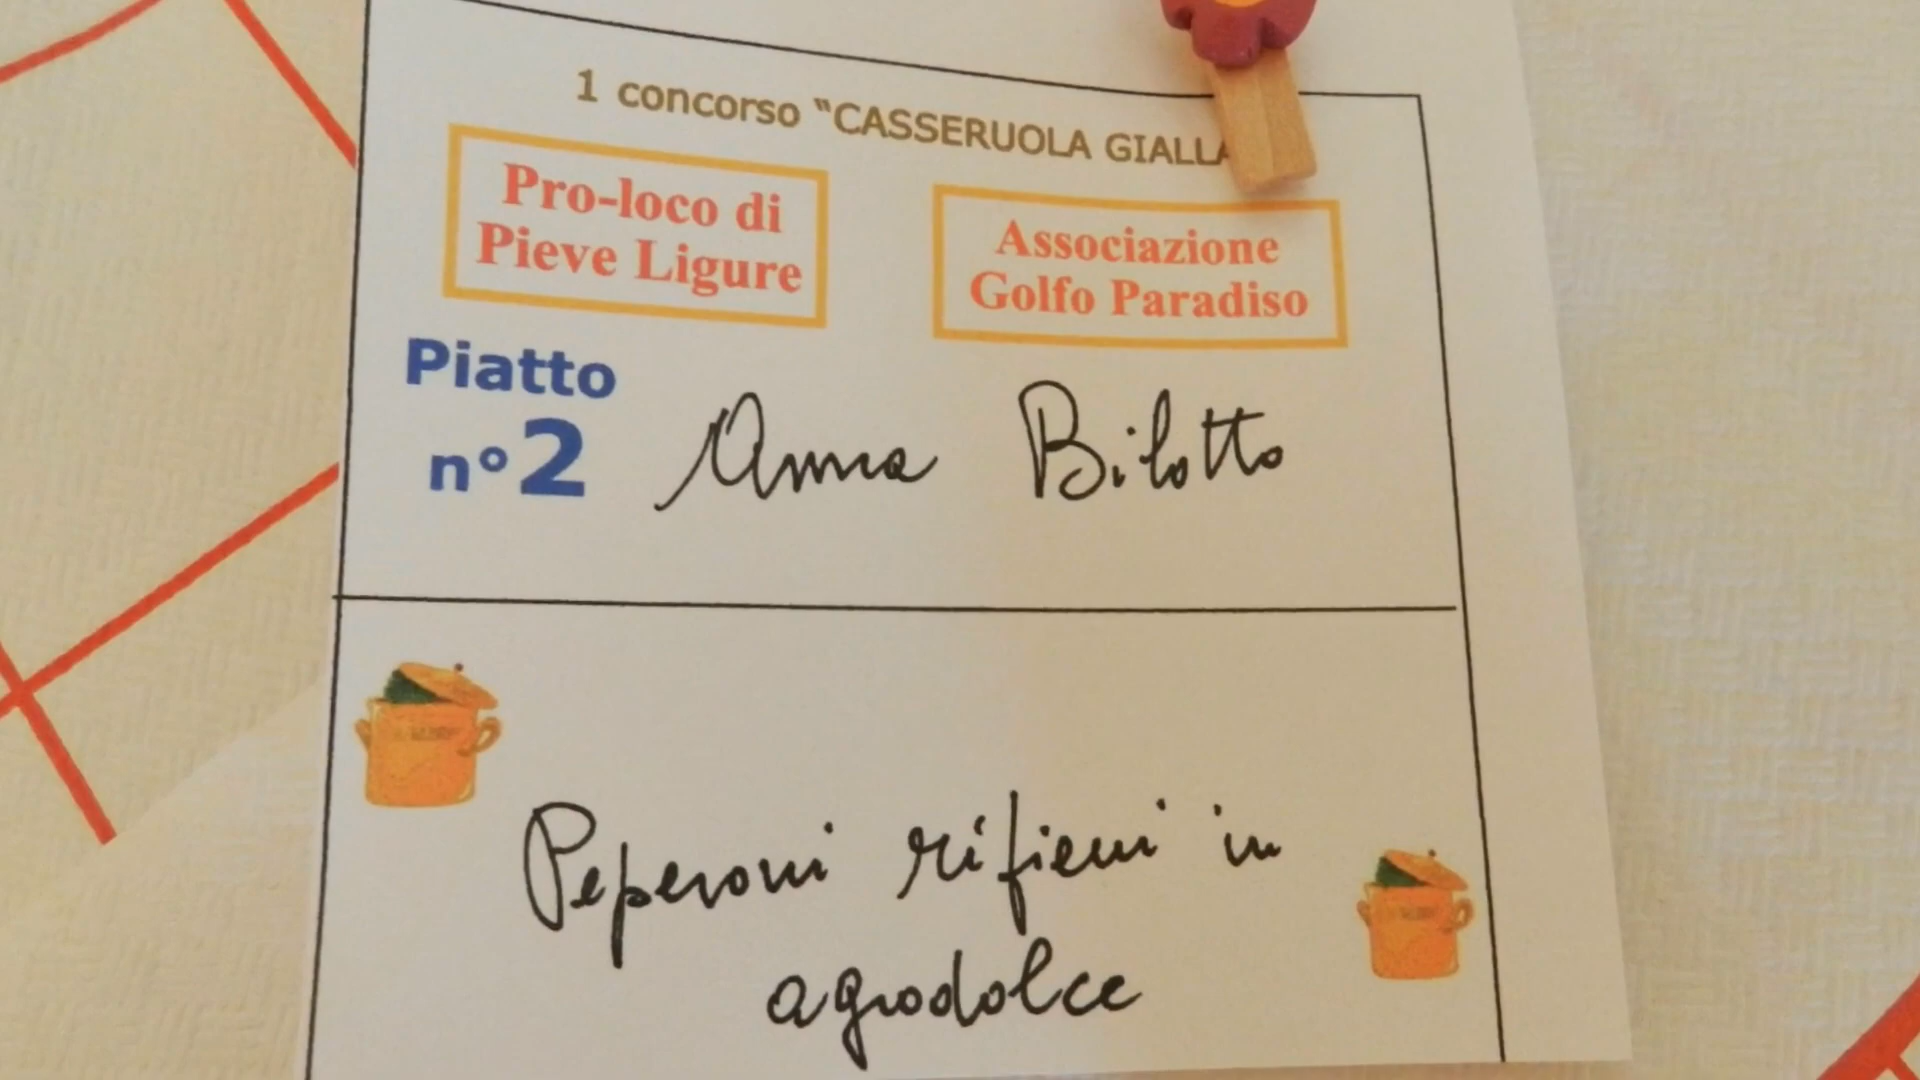 1 concorso "CASSERUOLA GIALLA
Pro-loco di
Pieve Ligure
Associazione
Golfo Paradiso
Piatto
n°2
Anna Bilotto
Peperoni rifieni in
agrodolce